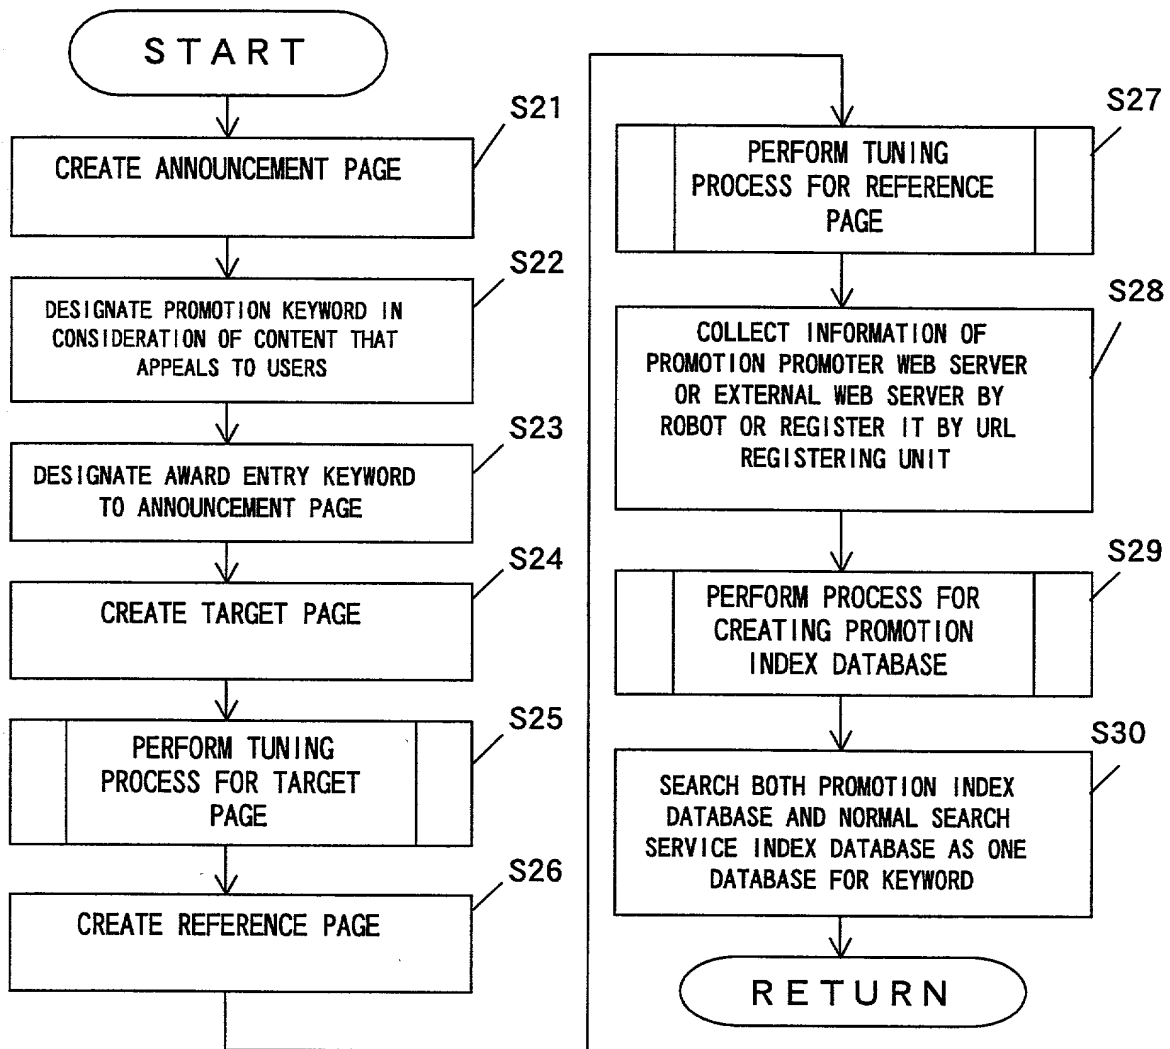 START
S21
CREATE ANNOUNCEMENT PAGE
S22
DESIGNATE PROMOTION KEYWORD IN
CONSIDERATION OF CONTENT THAT
APPEALS TO USERS
S23
DESIGNATE AWARD ENTRY KEYWORD
TO ANNOUNCEMENT PAGE
S24
CREATE TARGET PAGE
S25
PERFORM TUNING
PROCESS FOR TARGET
PAGE
S26
CREATE REFERENCE PAGE
S27
PERFORM TUNING
PROCESS FOR REFERENCE
PAGE
S28
COLLECT INFORMATION OF
PROMOTION PROMOTER WEB SERVER
OR EXTERNAL WEB SERVER BY
ROBOT OR REGISTER IT BY URL
REGISTERING UNIT
S29
PERFORM PROCESS FOR
CREATING PROMOTION
INDEX DATABASE
S30
SEARCH BOTH PROMOTION INDEX
DATABASE AND NORMAL SEARCH
SERVICE INDEX DATABASE AS ONE
DATABASE FOR KEYWORD
RETURN